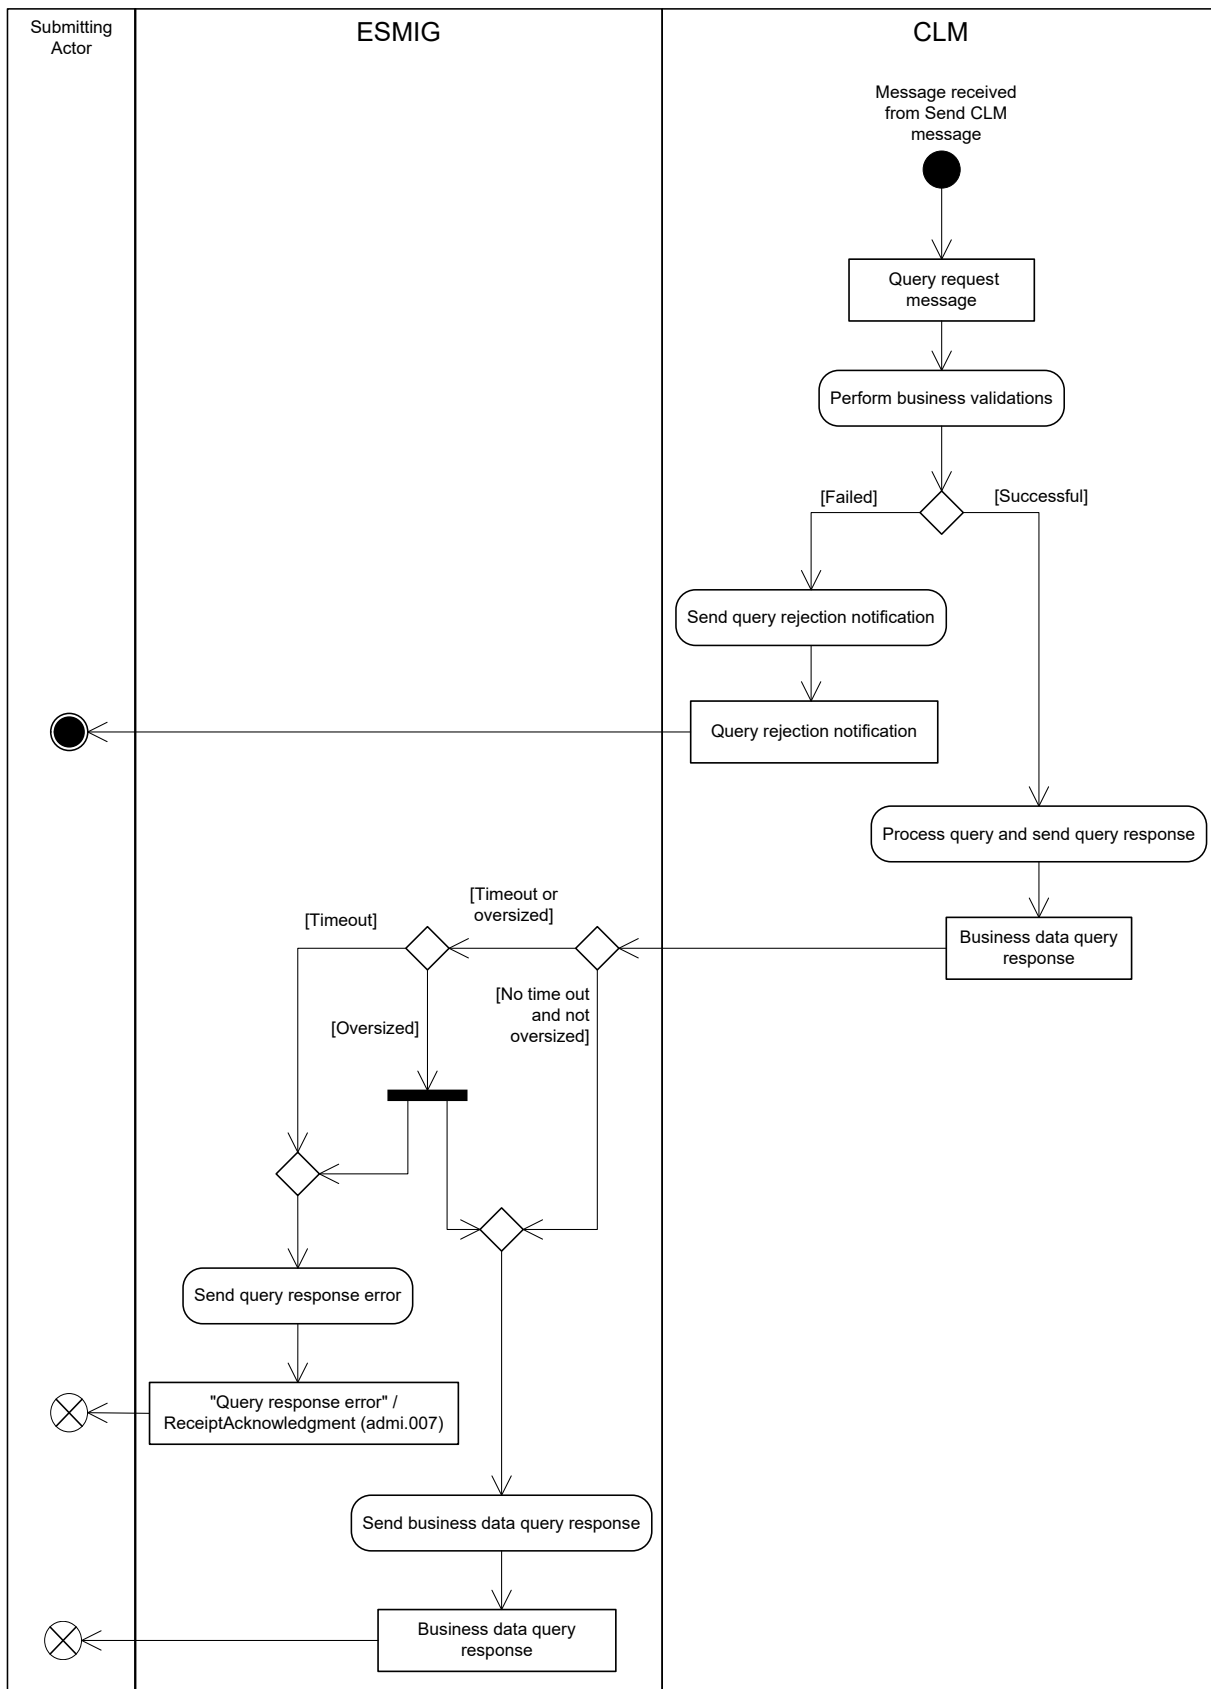 Submitting
Actor
ESMIG
CLM
Message received
from Send CLM
message
Query request
message
Perform business validations
[Failed]
[Successful]
Send query rejection notification
Query rejection notification
Process query and send query response
[Timeout or
oversized]
[Timeout]
Business data query
response
[No time out
and not
oversized]
[Oversized]
Send query response error
"Query response error" /
ReceiptAcknowledgment (admi.007)
Send business data query response
Business data query
response